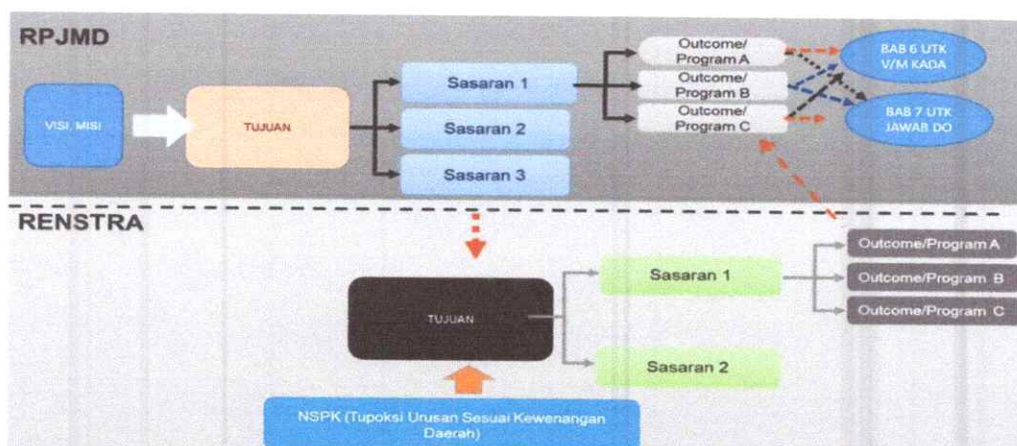 RPJMD
VISI, MISI
TUJUAN
Sasaran 1
Sasaran 2
Sasaran 3
Outcome/
Program A
Outcome/
Program B
Outcome/
Program C
BAB 6 UTK
V/M KADA
BAB 7 UTK
JAWAB DO
RENSTRA
TUJUAN
Sasaran 1
Sasaran 2
Outcome/Program A
Outcome/Program B
Outcome/Program C
NSPK (Tupoksi Urusan Sesuai Kewenangan
Daerah)